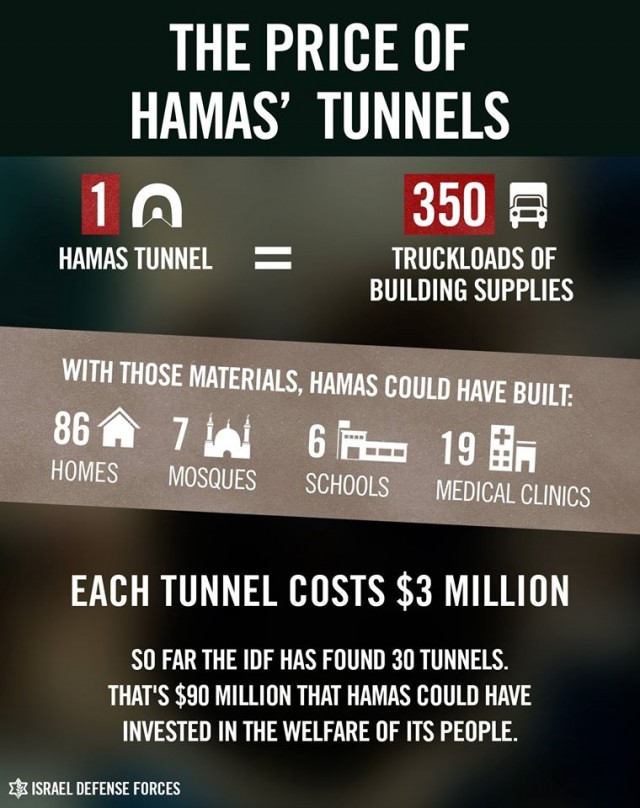 THE PRICE OF
HAMAS' TUNNELS
1
HAMAS TUNNEL
=
350
TRUCKLOADS OF
BUILDING SUPPLIES
WITH THOSE MATERIALS, HAMAS COULD HAVE BUILT:
86
HOMES
7
MOSQUES
6
SCHOOLS
19
MEDICAL CLINICS
EACH TUNNEL COSTS $3 MILLION
SO FAR THE IDF HAS FOUND 30 TUNNELS.
THAT'S $90 MILLION THAT HAMAS COULD HAVE
INVESTED IN THE WELFARE OF ITS PEOPLE.
ISRAEL DEFENSE FORCES